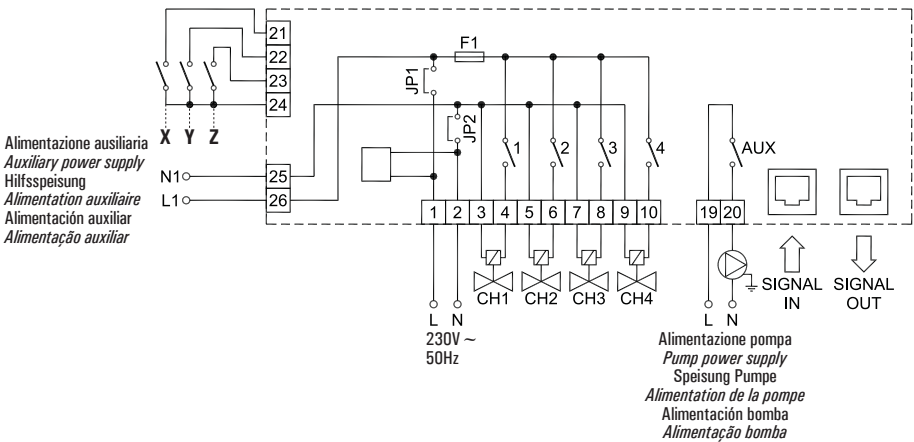 21
22
23
24
F1
JP1
JP2
1
2
3
4
AUX
X Y Z
Alimentazione ausiliaria
Auxiliary power supply
Hilfsspeisung
Alimentation auxiliaire
Alimentación auxiliar
Alimentação auxiliar
N1
L1
25
26
1 2 3 4 5 6 7 8 9 10
19 20
CH1 CH2 CH3 CH4
SIGNAL IN
SIGNAL OUT
L N
230V ~
50Hz
L N
Alimentazione pompa
Pump power supply
Speisung Pumpe
Alimentation de la pompe
Alimentación bomba
Alimentação bomba